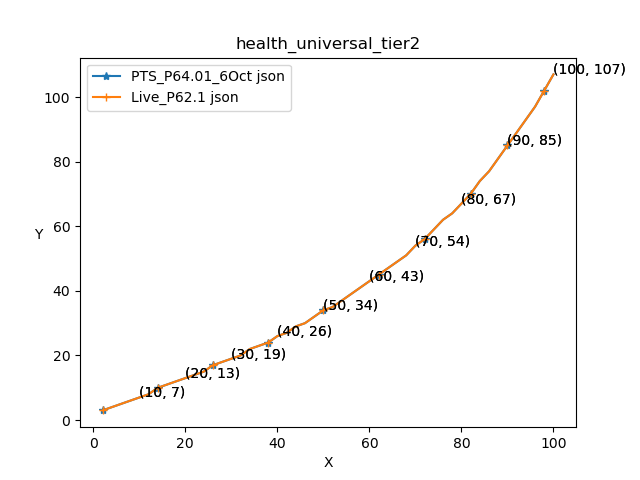 health_universal_tier2
PTS_P64.01_6Oct json
Live_P62.1 json
(100, 107)
(90, 85)
(80, 67)
(70, 54)
(60, 43)
(50, 34)
(40, 26)
(30, 19)
(20, 13)
(10, 7)
Y
100
80
60
40
20
0
0 20 40 60 80 100
X